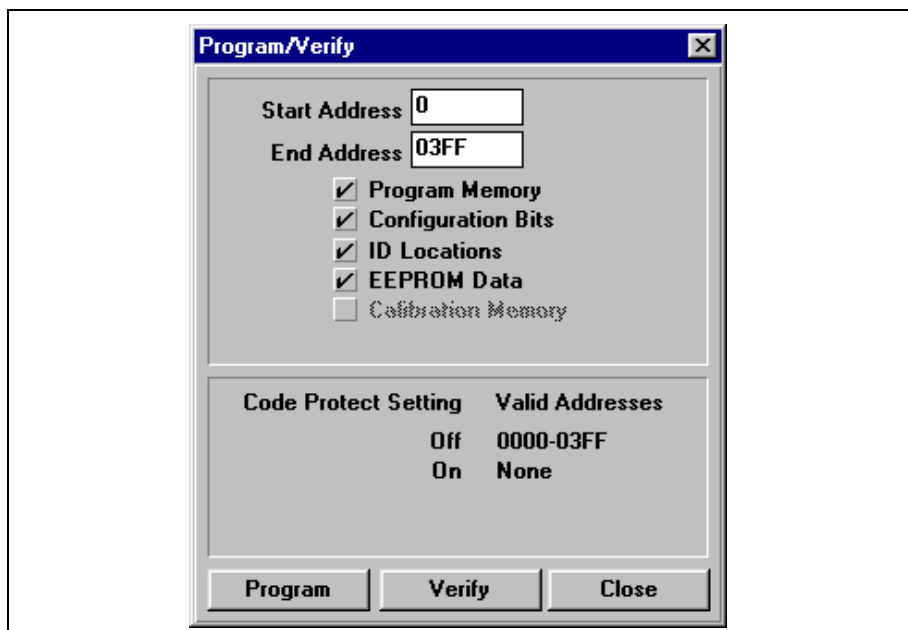 Program/Verify
Start Address 0
End Address 03FF
Program Memory
Configuration Bits
ID Locations
EEPROM Data
Calibration Memory
Code Protect Setting Valid Addresses
Off 0000-03FF
On None
Program Verify Close